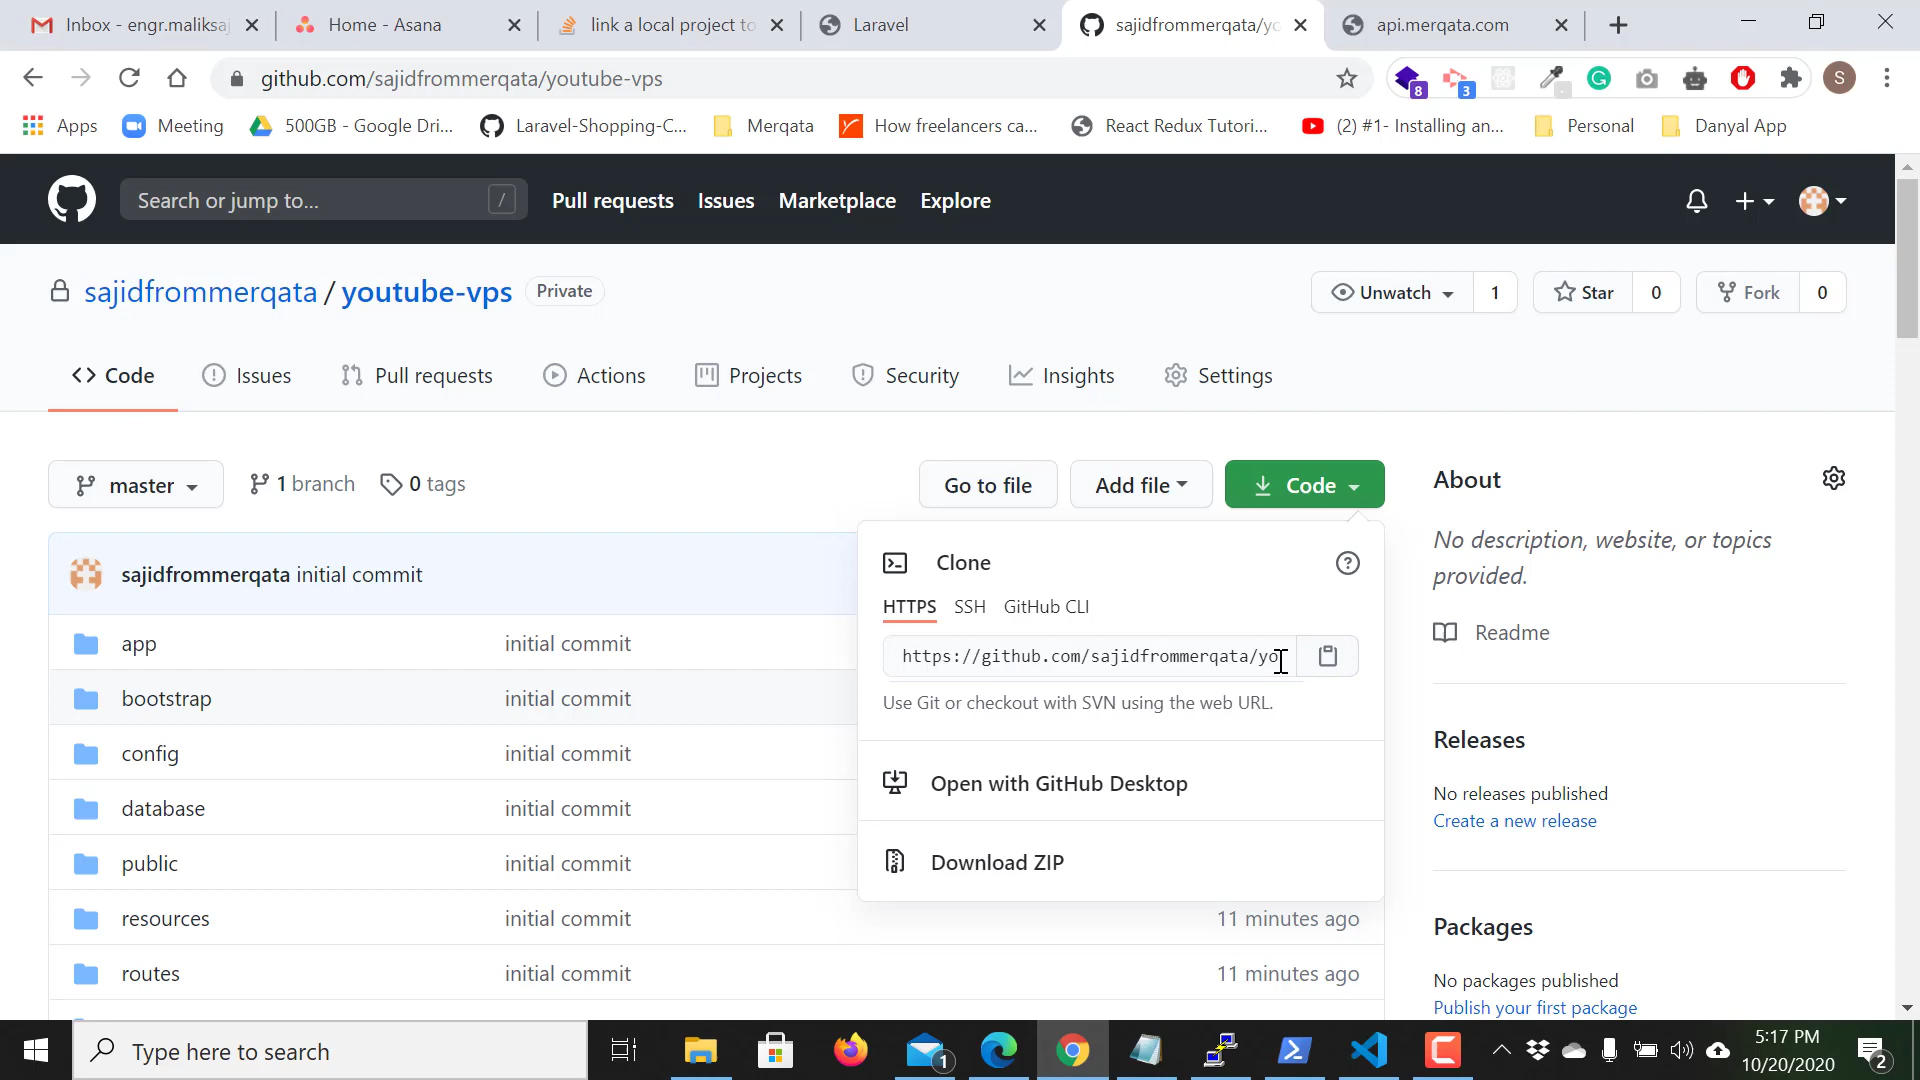 Inbox - engr.maliksaj
Home - Asana
link a local project to
Laravel
sajidfrommerqata/yo
api.merqata.com
github.com/sajidfrommerqata/youtube-vps
8
3
S
Apps
Meeting
500GB - Google Dri...
Laravel-Shopping-C...
Merqata
How freelancers ca...
React Redux Tutori...
(2) #1- Installing an...
Personal
Danyal App
Search or jump to...
/
Pull requests
Issues
Marketplace
Explore
sajidfrommerqata / youtube-vps
Private
Unwatch
1
Star
0
Fork
0
Code
Issues
Pull requests
Actions
Projects
Security
Insights
Settings
master
1 branch
0 tags
Go to file
Add file
Code
About
No description, website, or topics
provided.
Readme
sajidfrommerqata initial commit
Clone
HTTPS
SSH
GitHub CLI
https://github.com/sajidfrommerqata/yo
Use Git or checkout with SVN using the web URL.
Open with GitHub Desktop
Download ZIP
app
initial commit
bootstrap
initial commit
config
initial commit
database
initial commit
public
initial commit
resources
initial commit
11 minutes ago
routes
initial commit
11 minutes ago
Releases
No releases published
Create a new release
Packages
No packages published
Publish your first package
Type here to search
1
5:17 PM
10/20/2020
2